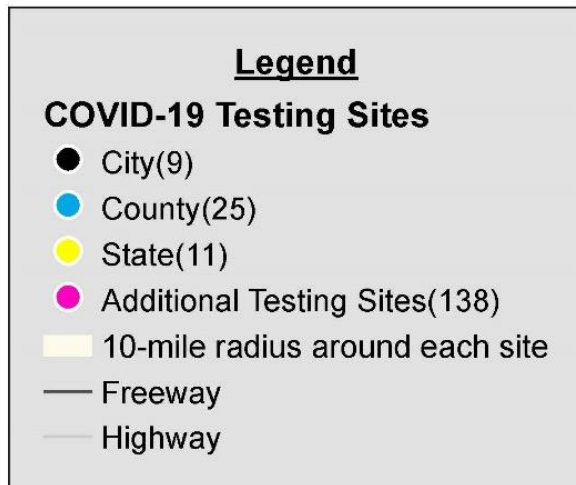 Legend
COVID-19 Testing Sites
City(9)
County(25)
State(11)
Additional Testing Sites(138)
10-mile radius around each site
Freeway
Highway